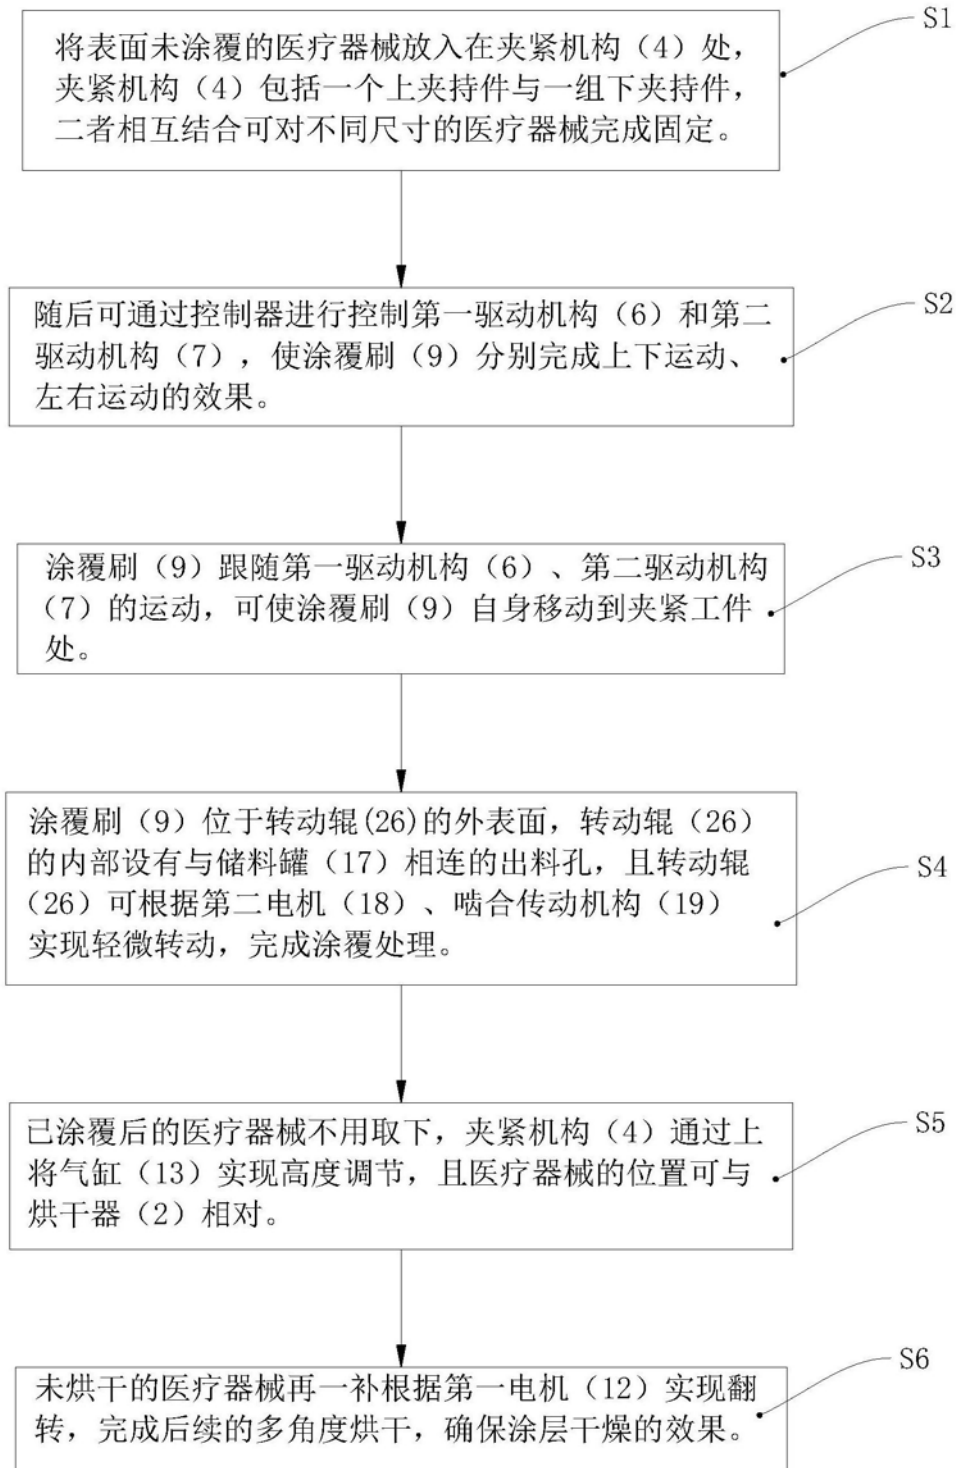 将表面未涂覆的医疗器械放入在夹紧机构（4）处，
夹紧机构（4）包括一个上夹持件与一组下夹持件，
二者相互结合可对不同尺寸的医疗器械完成固定。
S1
随后可通过控制器进行控制第一驱动机构（6）和第二
驱动机构（7），使涂覆刷（9）分别完成上下运动、
左右运动的效果。
S2
涂覆刷（9）跟随第一驱动机构（6）、第二驱动机构
（7）的运动，可使涂覆刷（9）自身移动到夹紧工件
处。
S3
涂覆刷（9）位于转动辊(26)的外表面，转动辊（26）
的内部设有与储料罐（17）相连的出料孔，且转动辊
（26）可根据第二电机（18）、啮合传动机构（19）
实现轻微转动，完成涂覆处理。
S4
已涂覆后的医疗器械不用取下，夹紧机构（4）通过上
将气缸（13）实现高度调节，且医疗器械的位置可与
烘干器（2）相对。
S5
未烘干的医疗器械再一补根据第一电机（12）实现翻
转，完成后续的多角度烘干，确保涂层干燥的效果。
S6